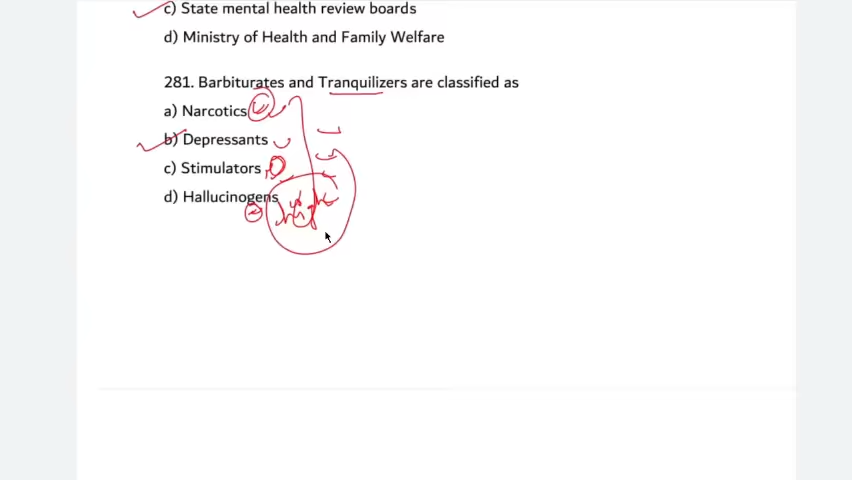 c) State mental health review boards
d) Ministry of Health and Family Welfare
281. Barbiturates and Tranquilizers are classified as
a) Narcotics
b) Depressants
c) Stimulators
d) Hallucinogens